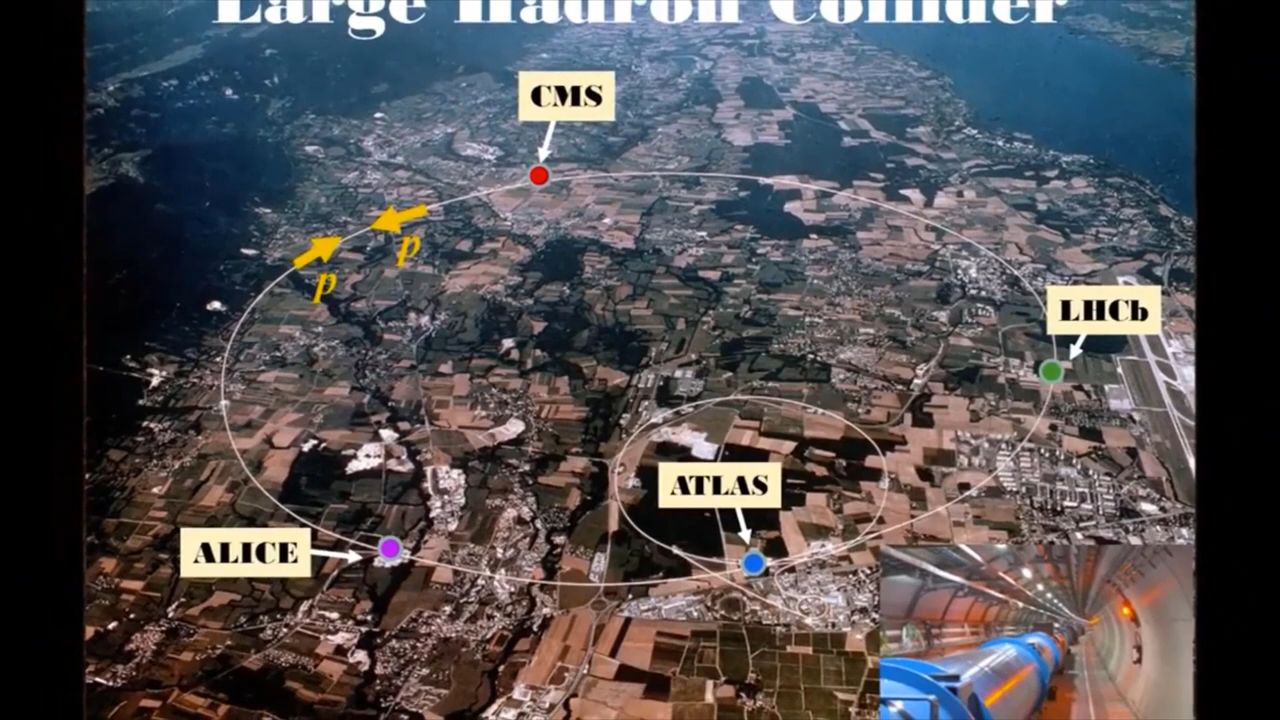 Large Hadron Collider
CMS
p
p
LHCb
ATLAS
ALICE